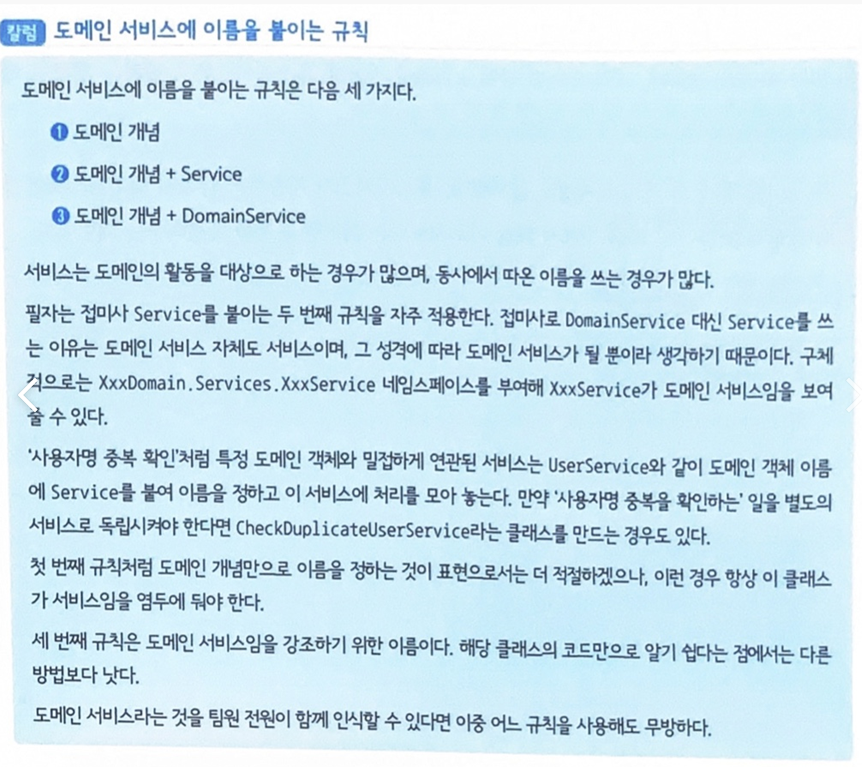 칼럼 도메인 서비스에 이름을 붙이는 규칙
도메인 서비스에 이름을 붙이는 규칙은 다음 세 가지다.
❶ 도메인 개념
❷ 도메인 개념 + Service
❸ 도메인 개념 + DomainService
서비스는 도메인의 활동을 대상으로 하는 경우가 많으며, 동사에서 따온 이름을 쓰는 경우가 많다.
필자는 접미사 Service를 붙이는 두 번째 규칙을 자주 적용한다. 접미사로 DomainService 대신 Service를 쓰
는 이유는 도메인 서비스 자체도 서비스이며, 그 성격에 따라 도메인 서비스가 될 뿐이라 생각하기 때문이다. 구체
적으로는 XxxDomain.Services.XxxService 네임스페이스를 부여해 XxxService가 도메인 서비스임을 보여
줄 수 있다.
'사용자명 중복 확인'처럼 특정 도메인 객체와 밀접하게 연관된 서비스는 UserService와 같이 도메인 객체 이름
에 Service를 붙여 이름을 정하고 이 서비스에 처리를 모아 놓는다. 만약 '사용자명 중복을 확인하는' 일을 별도의
서비스로 독립시켜야 한다면 CheckDuplicateUserService라는 클래스를 만드는 경우도 있다.
첫 번째 규칙처럼 도메인 개념만으로 이름을 정하는 것이 표현으로서는 더 적절하겠으나, 이런 경우 항상 이 클래스
가 서비스임을 염두에 둬야 한다.
세 번째 규칙은 도메인 서비스임을 강조하기 위한 이름이다. 해당 클래스의 코드만으로 알기 쉽다는 점에서는 다른
방법보다 낫다.
도메인 서비스라는 것을 팀원 전원이 함께 인식할 수 있다면 이중 어느 규칙을 사용해도 무방하다.